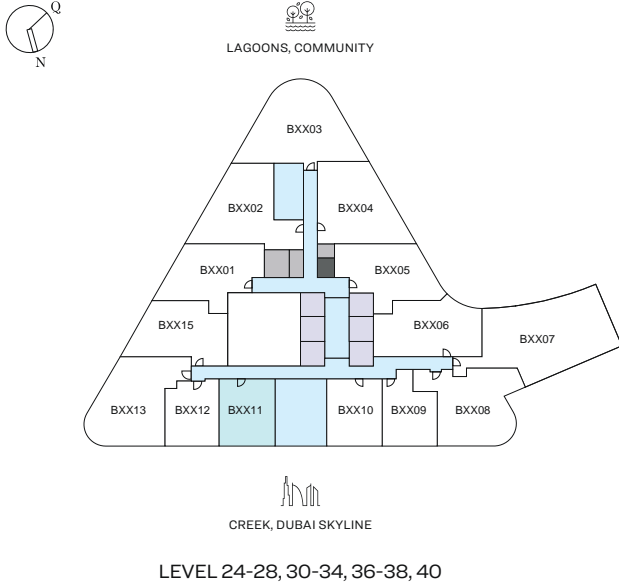 Q
N
LAGOONS, COMMUNITY
BXX03
BXX02
BXX04
BXX01
BXX05
BXX15
BXX06
BXX07
BXX13
BXX12
BXX11
BXX10
BXX09
BXX08
CREEK, DUBAI SKYLINE
LEVEL 24-28, 30-34, 36-38, 40